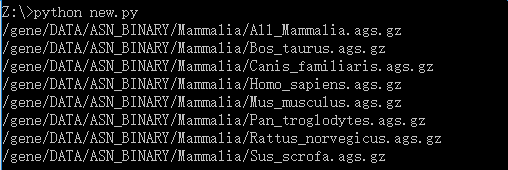 Z:\>python new.py
/gene/DATA/ASN_BINARY/Mammalia/All_Mammalia.ags.gz
/gene/DATA/ASN_BINARY/Mammalia/Bos_taurus.ags.gz
/gene/DATA/ASN_BINARY/Mammalia/Canis_familiaris.ags.gz
/gene/DATA/ASN_BINARY/Mammalia/Homo_sapiens.ags.gz
/gene/DATA/ASN_BINARY/Mammalia/Mus_musculus.ags.gz
/gene/DATA/ASN_BINARY/Mammalia/Pan_troglodytes.ags.gz
/gene/DATA/ASN_BINARY/Mammalia/Rattus_norvegicus.ags.gz
/gene/DATA/ASN_BINARY/Mammalia/Sus_scrofa.ags.gz